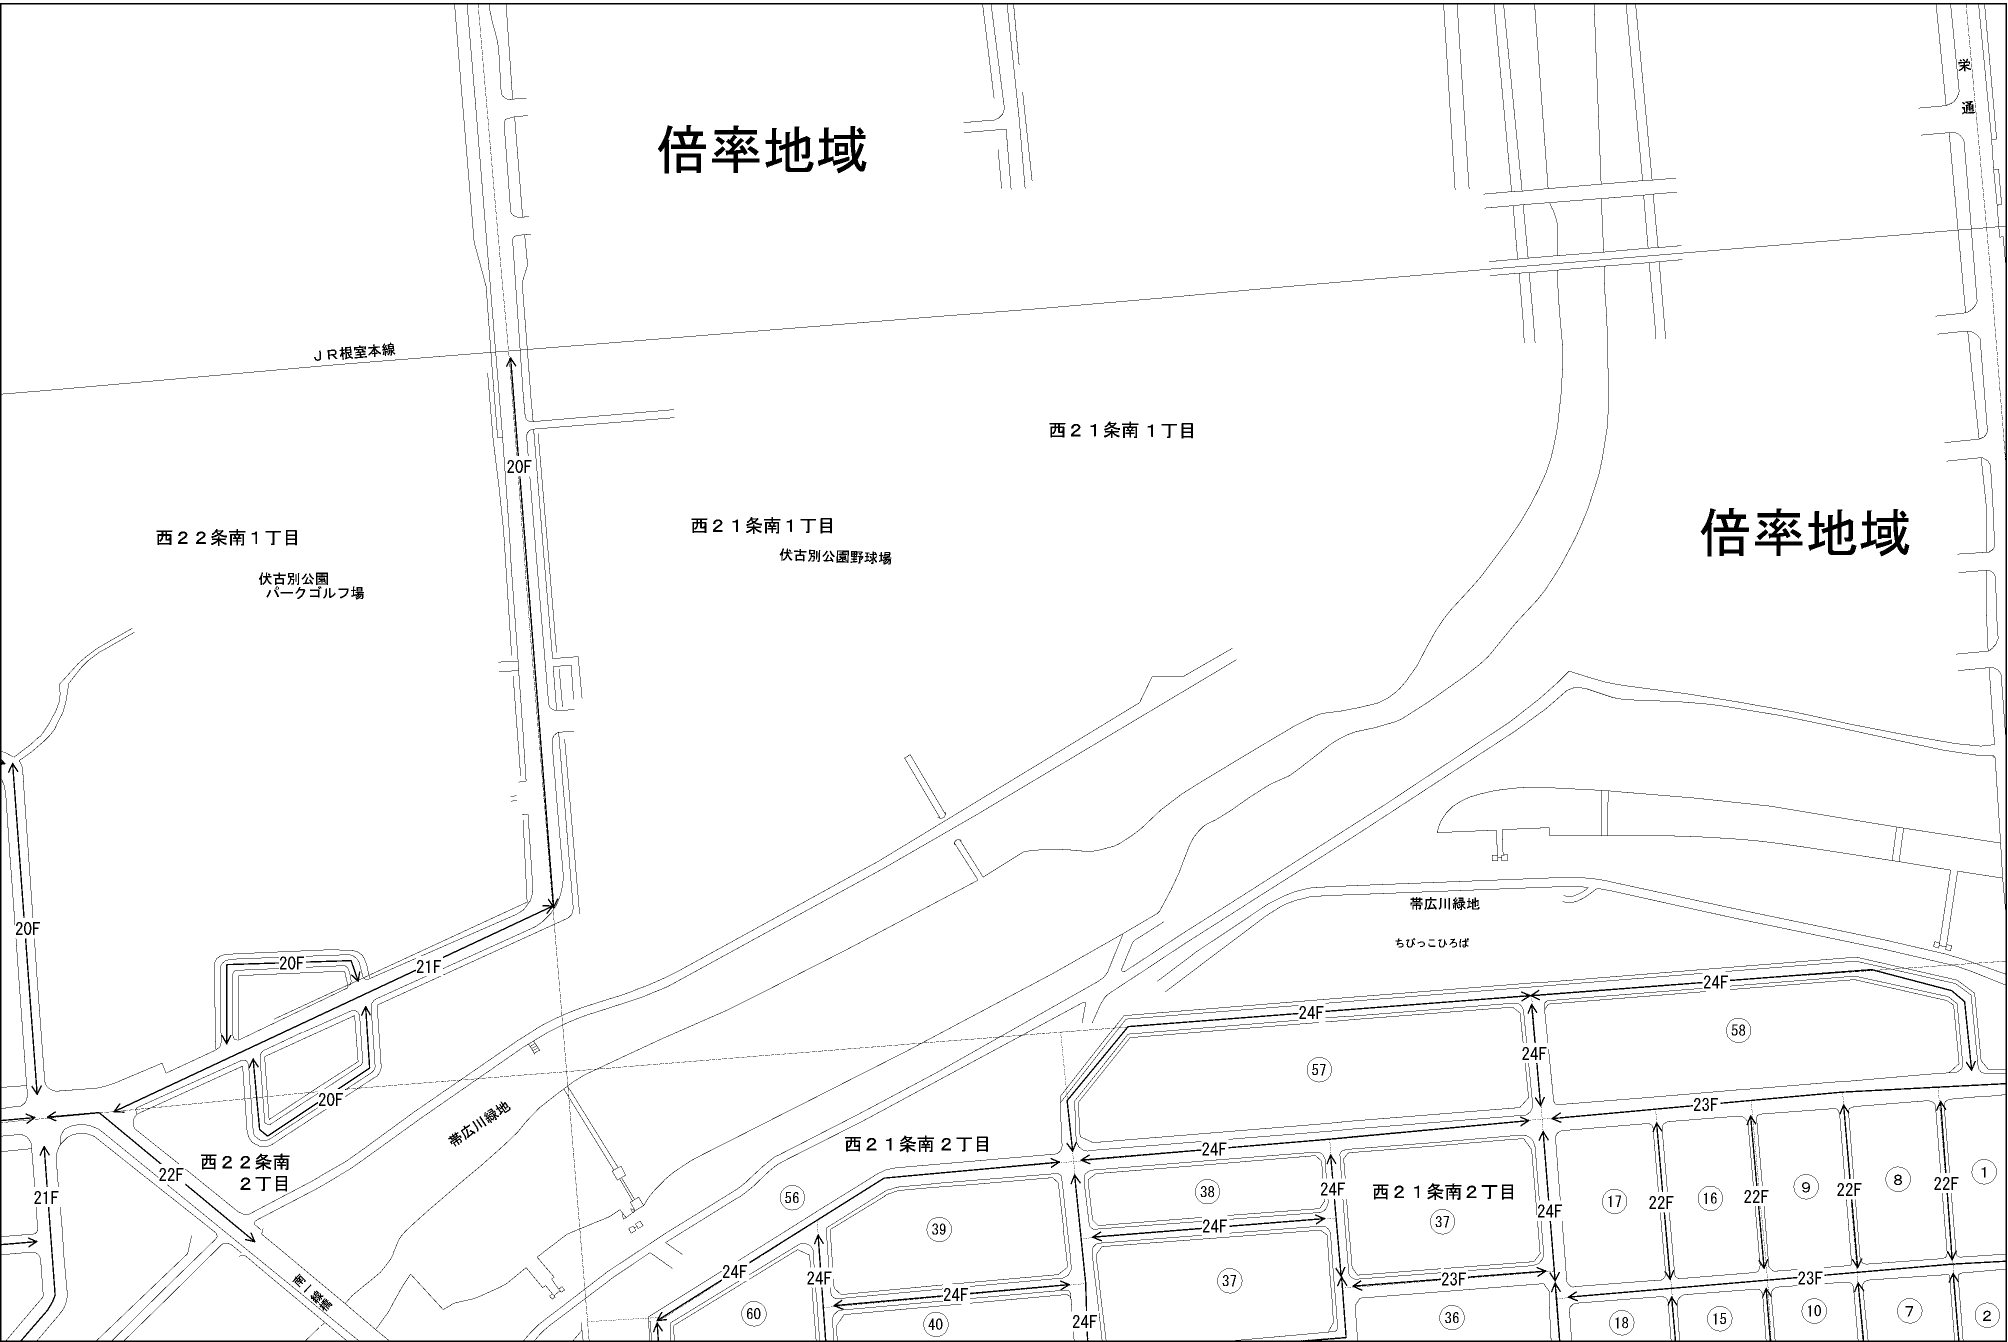 栄
通
倍率地域
ＪＲ根室本線
西２１条南１丁目
20F
西２２条南１丁目
伏古別公園
パークゴルフ場
西２１条南１丁目
伏古別公園野球場
倍率地域
帯広川緑地
ちびっこひろば
20F
20F
21F
24F
24F
58
57
24F
20F
23F
帯広川緑地
西２１条南２丁目
24F
西２２条南
２丁目
22F
21F
56
38
24F
西２１条南２丁目
37
24F
17
22F
16
22F
9
22F
8
22F
1
39
24F
24F
24F
37
23F
23F
24F
60
40
24F
36
18
15
10
7
2
南一線橋